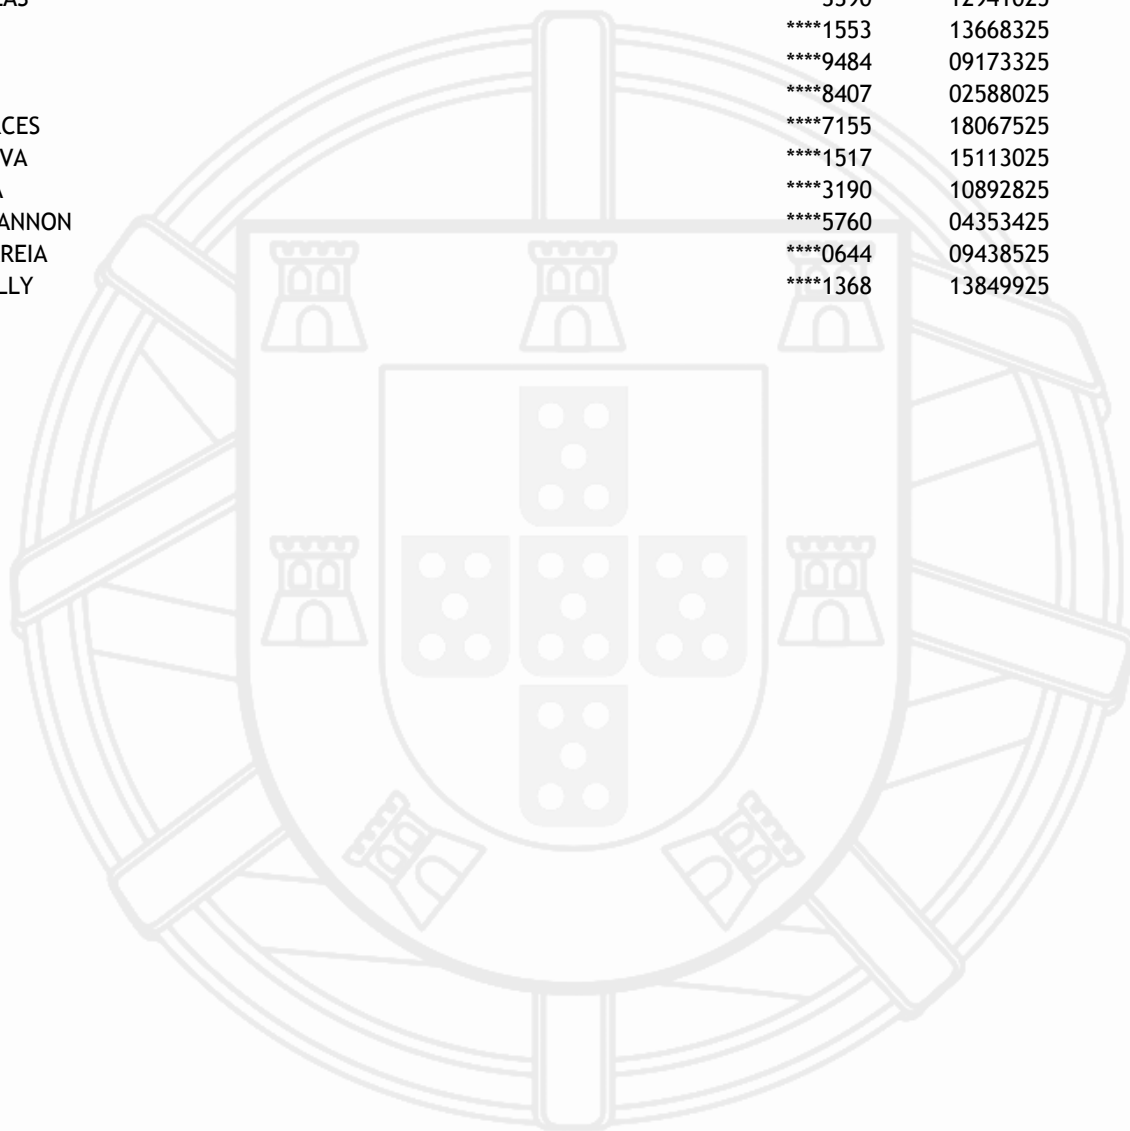 ****1553 13668325
****9484 09173325
****8407 02588025
CES ****7155 18067525
VA ****1517 15113025
A ****3190 10892825
ANNON ****5760 04353425
REIA ****0644 09438525
LLY ****1368 13849925